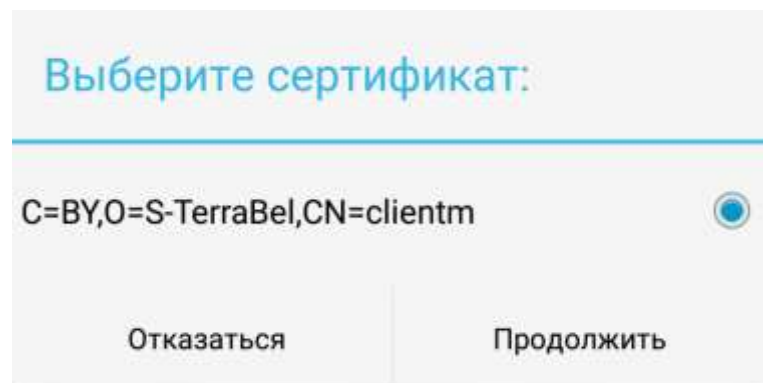 Выберите сертификат:
C=BY,O=S-TerraBel,CN=clientm
Отказаться
Продолжить